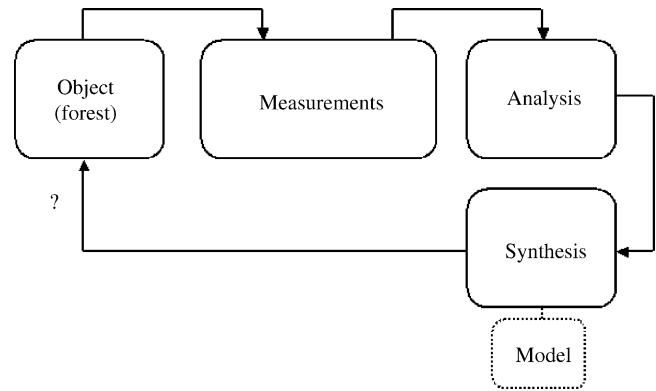 Object
(forest)
Measurements
Analysis
?
Synthesis
Model